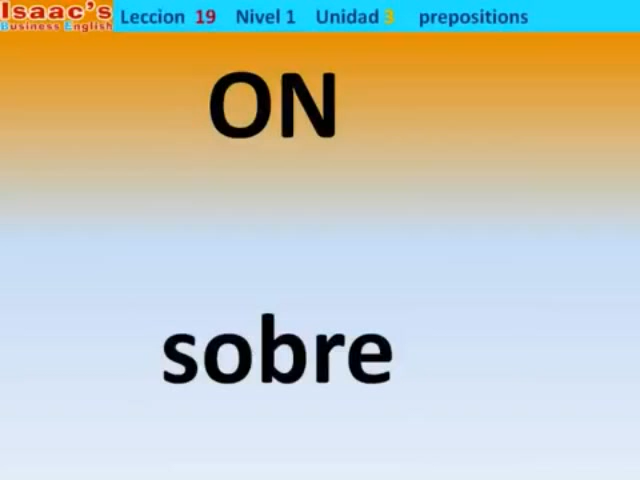 Isaac's
Business English
Leccion 19 Nivel 1 Unidad 3 prepositions
ON
sobre